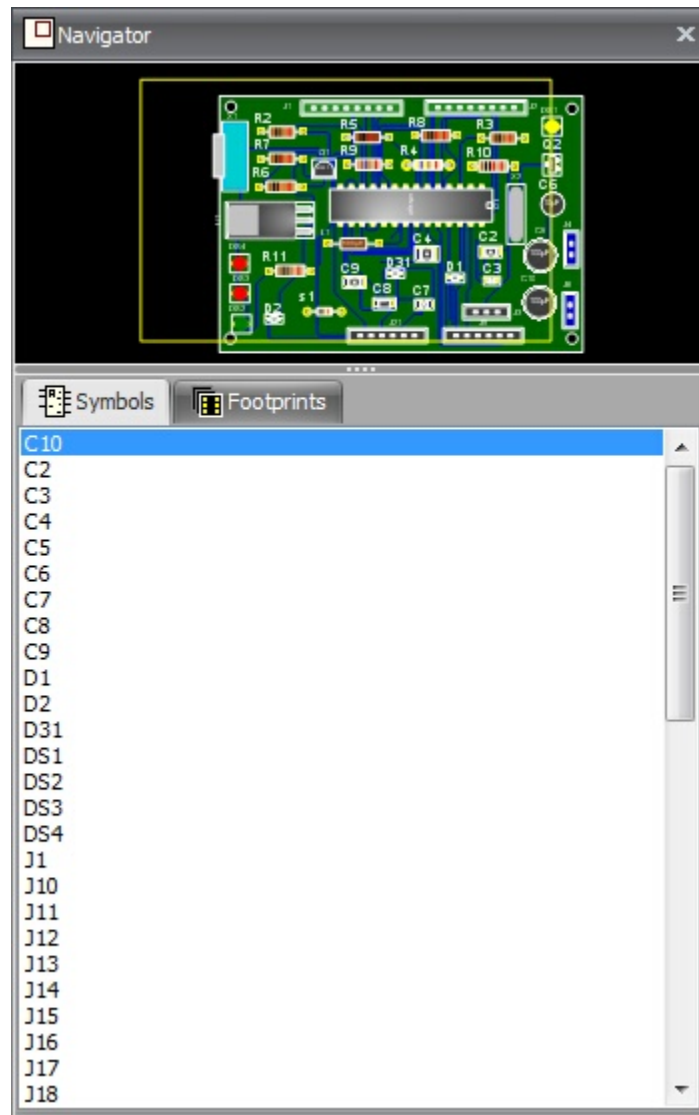 Navigator
J1
R2
R5
R8
R3
R7
R9
R4
R10
C6
R6
C4
C2
R11
C9
D31
D1
C3
C8
C7
s1
D2
Symbols
Footprints
C10
C2
C3
C4
C5
C6
C7
C8
C9
D1
D2
D31
DS1
DS2
DS3
DS4
J1
J10
J11
J12
J13
J14
J15
J16
J17
J18